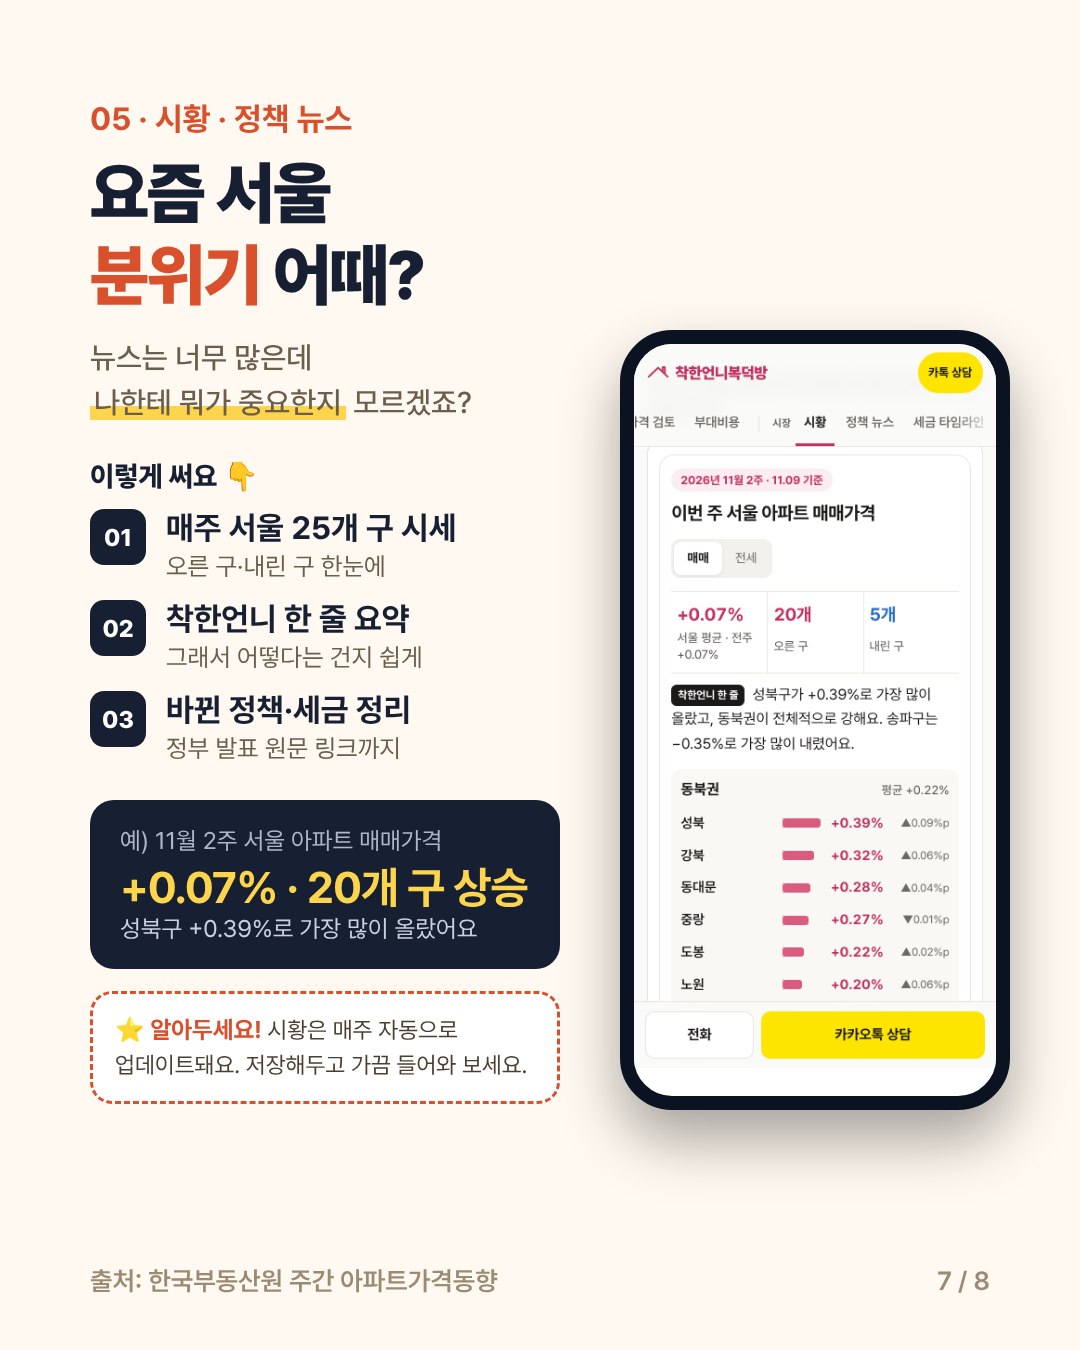 05 · 시황 · 정책 뉴스
요즘 서울
분위기 어때?
뉴스는 너무 많은데
나한테 뭐가 중요한지 모르겠죠?
이렇게 써요 👇
01 매주 서울 25개 구 시세
오른 구·내린 구 한눈에
02 착한언니 한 줄 요약
그래서 어떻다는 건지 쉽게
03 바뀐 정책·세금 정리
정부 발표 원문 링크까지
예) 11월 2주 서울 아파트 매매가격
+0.07% · 20개 구 상승
성북구 +0.39%로 가장 많이 올랐어요
⭐ 알아두세요! 시황은 매주 자동으로
업데이트돼요. 저장해두고 가끔 들어와 보세요.
착한언니복덕방 카톡 상담
격 검토 부대비용 시장 시황 정책 뉴스 세금 타임라인
2026년 11월 2주 · 11.09 기준
이번 주 서울 아파트 매매가격
매매 전세
+0.07% 20개 5개
서울 평균 · 전주 오른 구 내린 구
+0.07%
착한언니 한 줄 성북구가 +0.39%로 가장 많이
올랐고, 동북권이 전체적으로 강해요. 송파구는
−0.35%로 가장 많이 내렸어요.
동북권 평균 +0.22%
성북 +0.39% ▲0.09%p
강북 +0.32% ▲0.06%p
동대문 +0.28% ▲0.04%p
중랑 +0.27% ▼0.01%p
도봉 +0.22% ▲0.02%p
노원 +0.20% ▲0.06%p
전화 카카오톡 상담
출처: 한국부동산원 주간 아파트가격동향 7 / 8